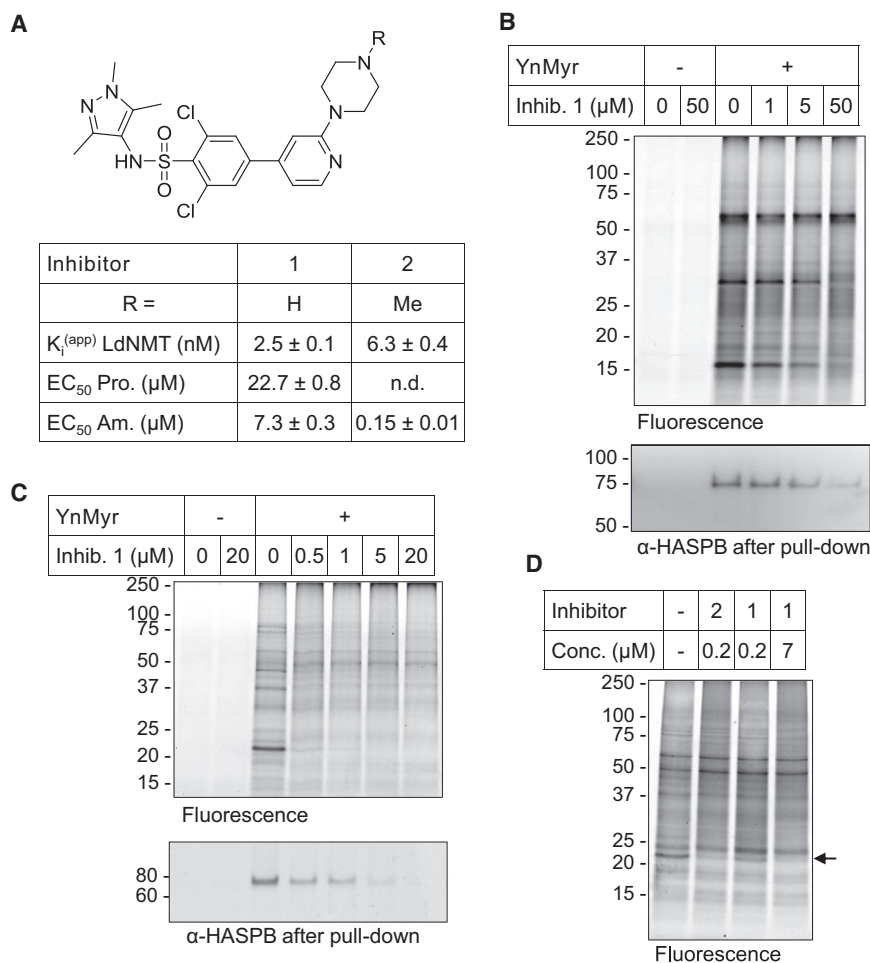 A
R
N
N
N
N
N
HN
S
O
O
Cl
Cl
Inhibitor 1 2
R = H Me
Ki(app) LdNMT (nM) 2.5 ± 0.1 6.3 ± 0.4
EC50 Pro. (µM) 22.7 ± 0.8 n.d.
EC50 Am. (µM) 7.3 ± 0.3 0.15 ± 0.01
B
YnMyr - +
Inhib. 1 (µM) 0 50 0 1 5 50
250 -
100 -
75 -
50 -
37 -
25 -
20 -
15 -
Fluorescence
100 -
75 -
50 -
α-HASPB after pull-down
C
YnMyr - +
Inhib. 1 (µM) 0 20 0 0.5 1 5 20
250 -
100 -
75 -
50 -
37 -
25 -
20 -
15 -
Fluorescence
80 -
60 -
α-HASPB after pull-down
D
Inhibitor - 2 1 1
Conc. (µM) - 0.2 0.2 7
250 -
100 -
75 -
50 -
37 -
25 -
20 -
15 -
Fluorescence